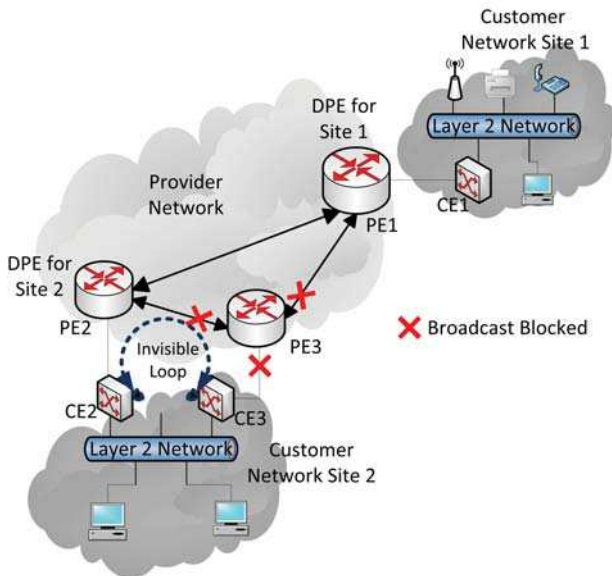 Customer
Network Site 1
DPE for
Site 1
Layer 2 Network
Provider
Network
CE1
PE1
DPE for
Site 2
PE2
PE3
Broadcast Blocked
Invisible
Loop
CE2
CE3
Layer 2 Network
Customer
Network Site 2